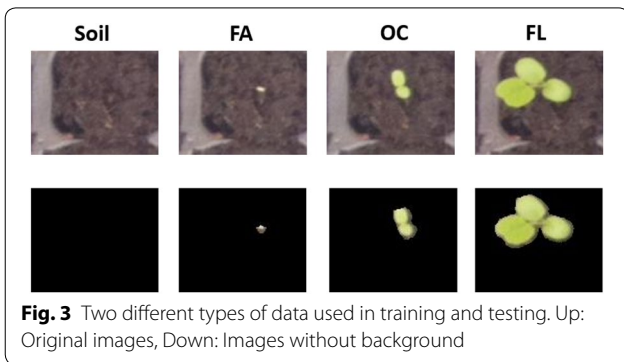 Soil FA OC FL
Fig. 3 Two different types of data used in training and testing. Up:
Original images, Down: Images without background